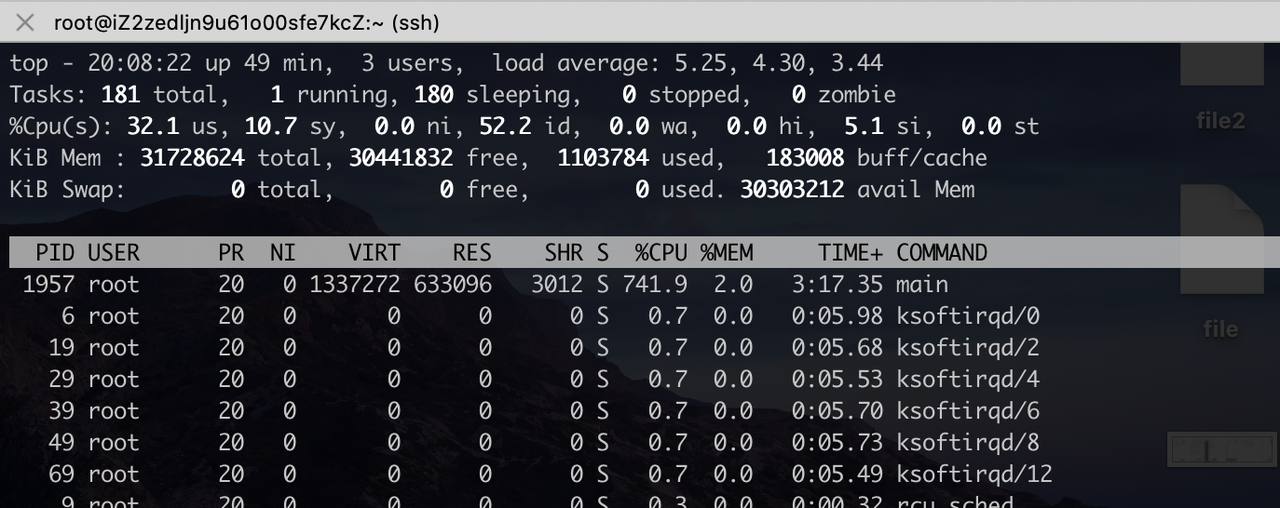 root@iZ2zedljn9u61o00sfe7kcZ:~ (ssh)
top - 20:08:22 up 49 min,  3 users,  load average: 5.25, 4.30, 3.44
Tasks: 181 total,   1 running, 180 sleeping,   0 stopped,   0 zombie
%Cpu(s): 32.1 us, 10.7 sy,  0.0 ni, 52.2 id,  0.0 wa,  0.0 hi,  5.1 si,  0.0 st
file2
KiB Mem : 31728624 total, 30441832 free,  1103784 used,   183008 buff/cache
KiB Swap:        0 total,        0 free,        0 used. 30303212 avail Mem
PID USER      PR  NI    VIRT    RES    SHR S  %CPU %MEM     TIME+ COMMAND
1957 root      20   0 1337272 633096   3012 S 741.9  2.0   3:17.35 main
6 root      20   0       0      0      0 S   0.7  0.0   0:05.98 ksoftirqd/0
file
19 root      20   0       0      0      0 S   0.7  0.0   0:05.68 ksoftirqd/2
29 root      20   0       0      0      0 S   0.7  0.0   0:05.53 ksoftirqd/4
39 root      20   0       0      0      0 S   0.7  0.0   0:05.70 ksoftirqd/6
49 root      20   0       0      0      0 S   0.7  0.0   0:05.73 ksoftirqd/8
69 root      20   0       0      0      0 S   0.7  0.0   0:05.49 ksoftirqd/12
9 root      20   0       0      0      0 S   0.3  0.0   0:00.32 rcu_sched